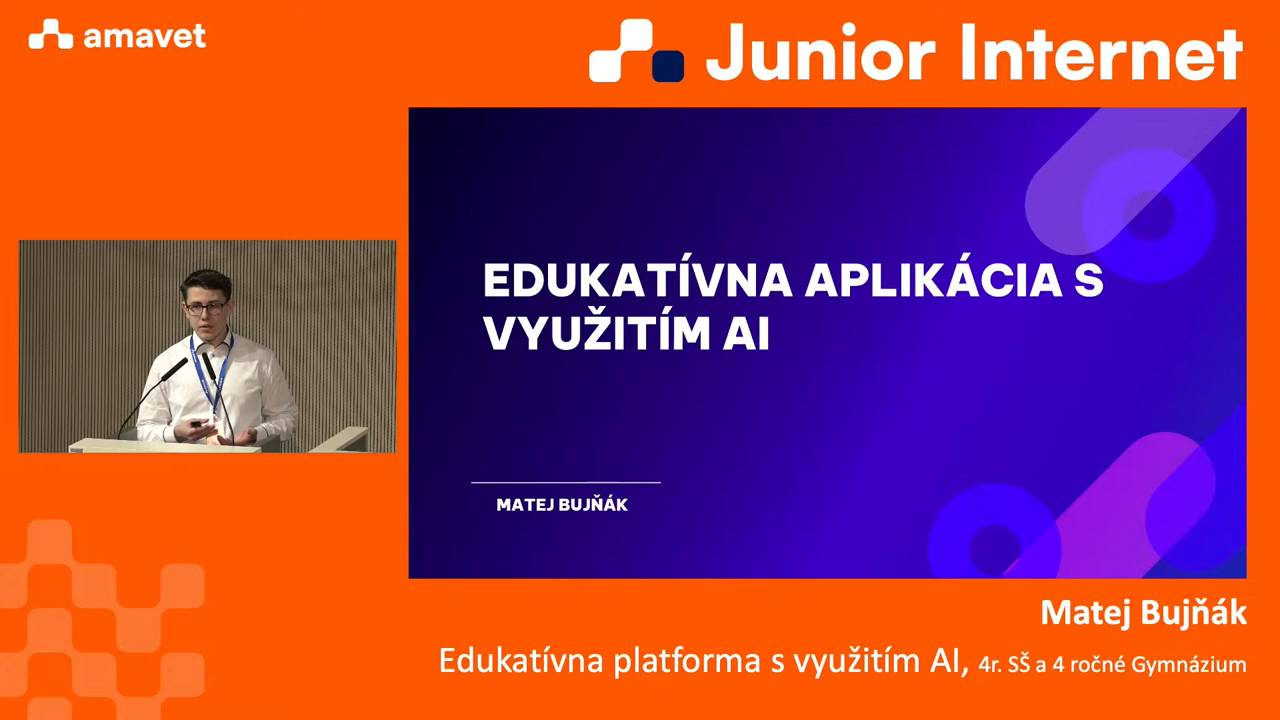 amavet
Junior Internet
EDUKATÍVNA APLIKÁCIA S
VYUŽITÍM AI
MATEJ BUJŇÁK
Matej Bujňák
Edukatívna platforma s využitím AI, 4r. SŠ a 4 ročné Gymnázium